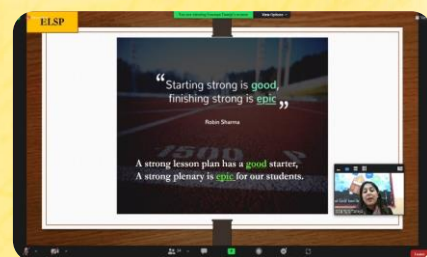 ELSP
View Options
“Starting strong is good,
finishing strong is epic”
Robin Sharma
1500
A strong lesson plan has a good starter,
A strong plenary is epic for our students.